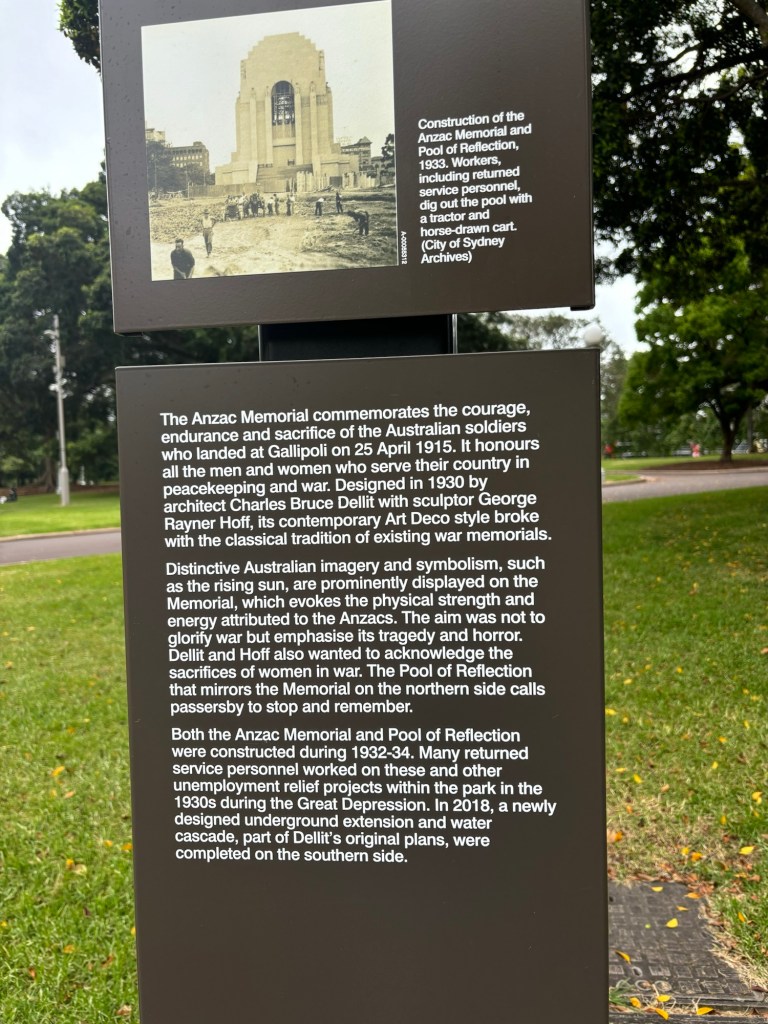 Construction of the
Anzac Memorial and
Pool of Reflection,
1933. Workers,
including returned
service personnel,
dig out the pool with
a tractor and
horse-drawn cart.
(City of Sydney
Archives)
A-00065312
The Anzac Memorial commemorates the courage,
endurance and sacrifice of the Australian soldiers
who landed at Gallipoli on 25 April 1915. It honours
all the men and women who serve their country in
peacekeeping and war. Designed in 1930 by
architect Charles Bruce Dellit with sculptor George
Rayner Hoff, its contemporary Art Deco style broke
with the classical tradition of existing war memorials.
Distinctive Australian imagery and symbolism, such
as the rising sun, are prominently displayed on the
Memorial, which evokes the physical strength and
energy attributed to the Anzacs. The aim was not to
glorify war but emphasise its tragedy and horror.
Dellit and Hoff also wanted to acknowledge the
sacrifices of women in war. The Pool of Reflection
that mirrors the Memorial on the northern side calls
passersby to stop and remember.
Both the Anzac Memorial and Pool of Reflection
were constructed during 1932-34. Many returned
service personnel worked on these and other
unemployment relief projects within the park in the
1930s during the Great Depression. In 2018, a newly
designed underground extension and water
cascade, part of Dellit's original plans, were
completed on the southern side.